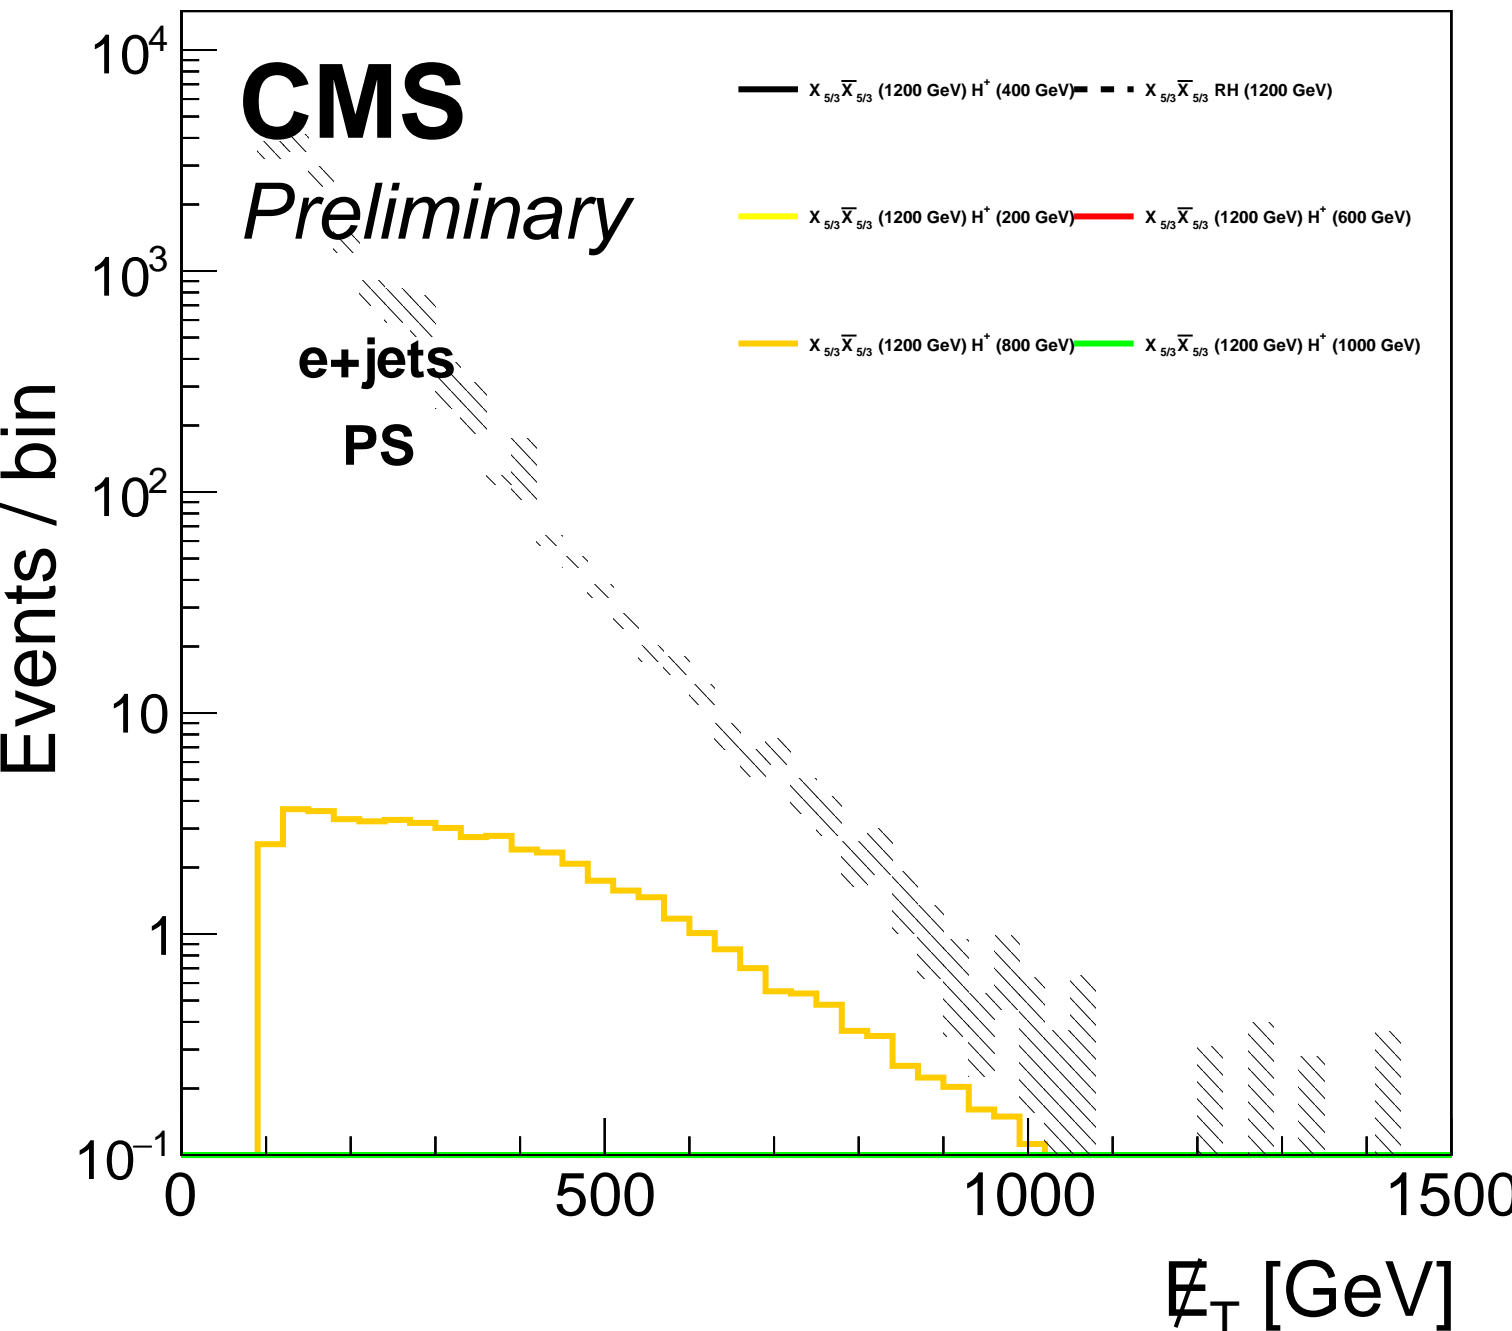 CMS
Preliminary
e+jets
PS
X5/3X̅5/3 (1200 GeV) H+ (400 GeV)
X5/3X̅5/3 RH (1200 GeV)
X5/3X̅5/3 (1200 GeV) H+ (200 GeV)
X5/3X̅5/3 (1200 GeV) H+ (600 GeV)
X5/3X̅5/3 (1200 GeV) H+ (800 GeV)
X5/3X̅5/3 (1200 GeV) H+ (1000 GeV)
Events / bin
10⁴
10³
10²
10
1
10⁻¹
0 500 1000 1500
E̸T [GeV]